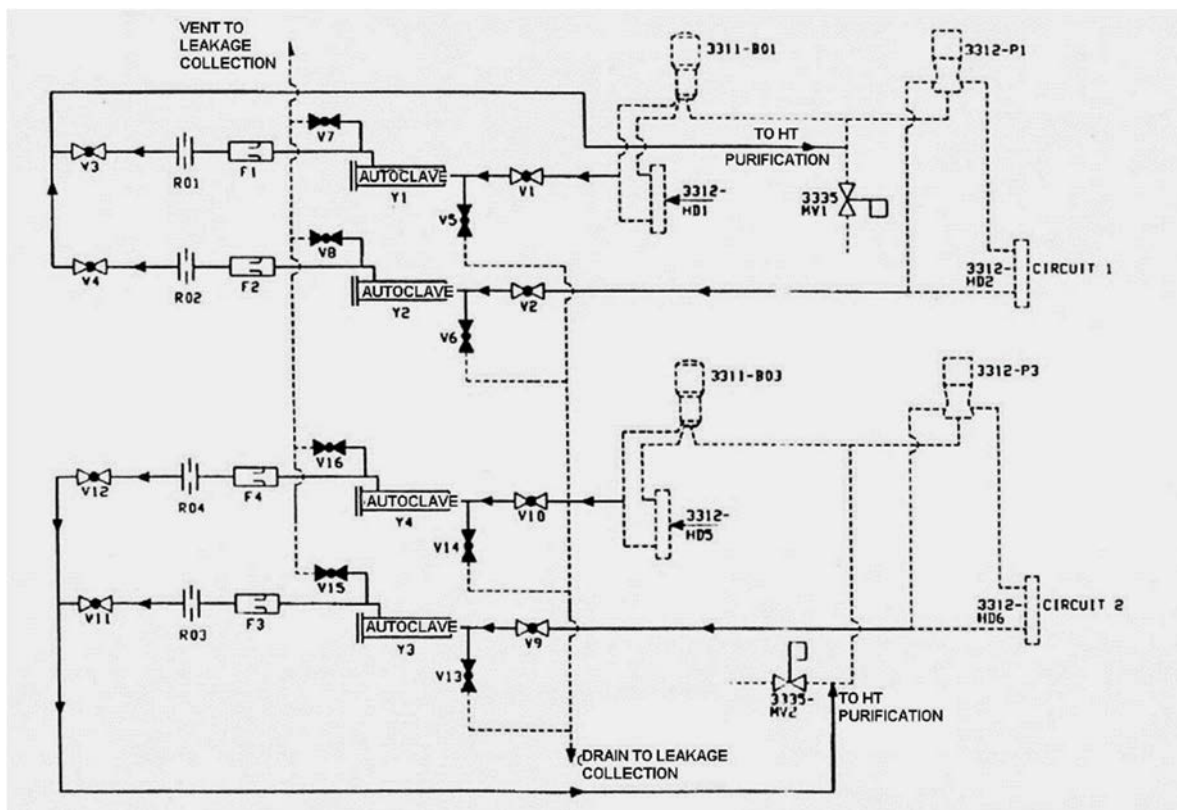 VENT TO
LEAKAGE
COLLECTION
3311-B01
3312-P1
V7
TO HT
PURIFICATION
V3
R01
F1
AUTOCLAVE
Y1
V1
V5
3312-
HD1
3335
MV1
V8
V4
R02
F2
AUTOCLAVE
Y2
V2
V6
3312-
HD2
CIRCUIT 1
3311-B03
3312-P3
V16
V12
R04
F4
AUTOCLAVE
Y4
V10
V14
3312-
HD5
V15
V11
R03
F3
AUTOCLAVE
Y3
V9
V13
3312-
HD6
CIRCUIT 2
3335-
MV2
TO HT
PURIFICATION
DRAIN TO LEAKAGE
COLLECTION